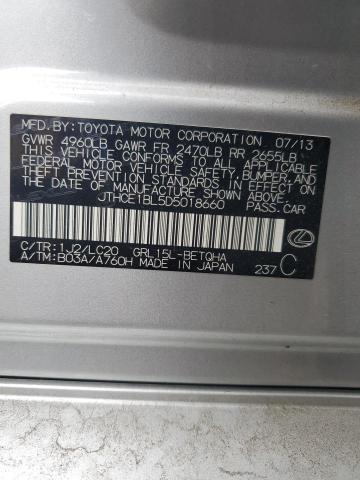 MFD.BY:TOYOTA MOTOR CORPORATION 07/13
GVWR 4960LB GAWR FR 2470LB RR 2655LB
THIS VEHICLE CONFORMS TO ALL APPLICABLE
FEDERAL MOTOR VEHICLE SAFETY, BUMPER, AND
THEFT PREVENTION STANDARDS IN EFFECT ON
THE DATE OF MANUFACTURE SHOWN ABOVE.
JTHCE1BL5D5018660 PASS.CAR
C/TR:1J2/LC20 GRL15L-BETQHA
A/TM:B03A/A760H MADE IN JAPAN 237 C